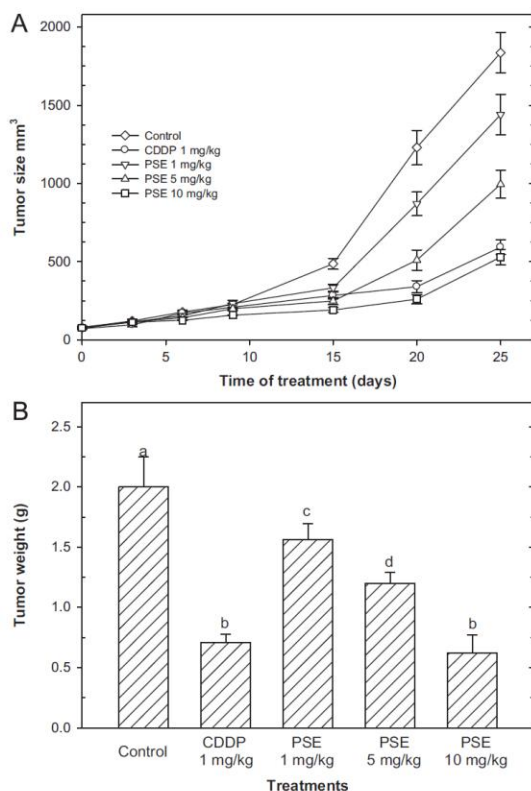 A
2000
1500
1000
500
0
Tumor size mm³
Control
CDDP 1 mg/kg
PSE 1 mg/kg
PSE 5 mg/kg
PSE 10 mg/kg
0 5 10 15 20 25
Time of treatment (days)
B
2.5
2.0
1.5
1.0
0.5
0.0
Tumor weight (g)
a
b
c
d
b
Control
CDDP
1 mg/kg
PSE
1 mg/kg
PSE
5 mg/kg
PSE
10 mg/kg
Treatments